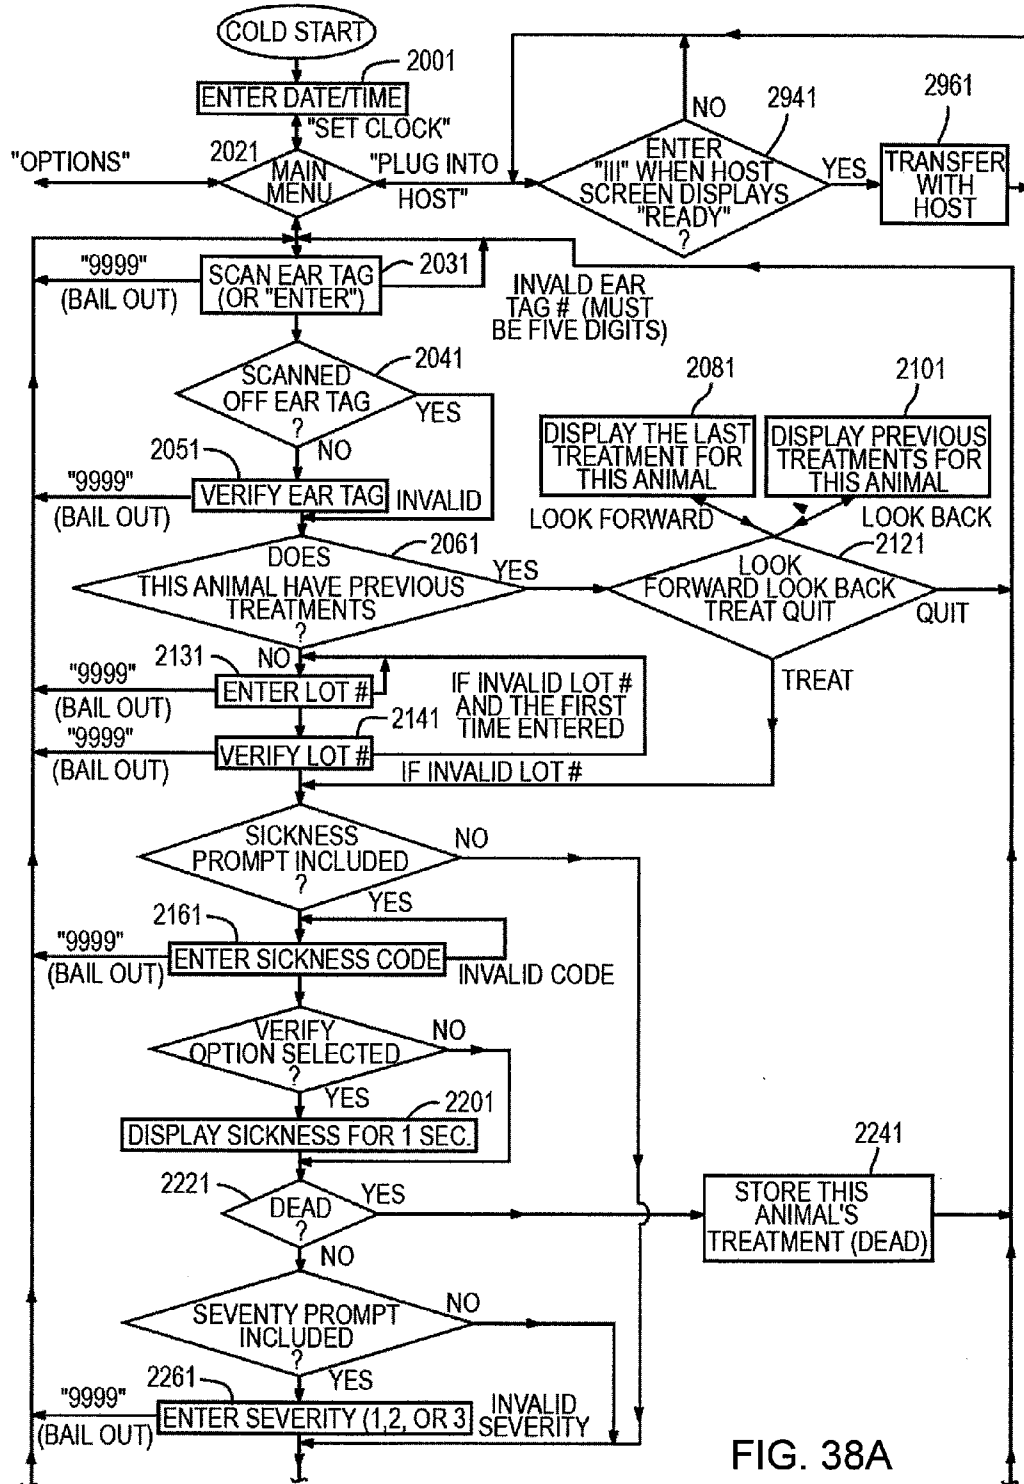 COLD START
2001
ENTER DATE/TIME
"SET CLOCK"
"OPTIONS"
2021
MAIN
MENU
"PLUG INTO
HOST"
NO
2941
ENTER
"III" WHEN HOST
SCREEN DISPLAYS
"READY"
?
YES
2961
TRANSFER
WITH
HOST
"9999"
(BAIL OUT)
SCAN EAR TAG
(OR "ENTER")
2031
INVALD EAR
TAG # (MUST
BE FIVE DIGITS)
2041
SCANNED
OFF EAR TAG
?
YES
NO
2051
"9999"
(BAIL OUT)
VERIFY EAR TAG
INVALID
2081
DISPLAY THE LAST
TREATMENT FOR
THIS ANIMAL
2101
DISPLAY PREVIOUS
TREATMENTS FOR
THIS ANIMAL
LOOK FORWARD
LOOK BACK
2061
DOES
THIS ANIMAL HAVE PREVIOUS
TREATMENTS
?
YES
2121
LOOK
FORWARD LOOK BACK
TREAT QUIT
QUIT
NO
2131
"9999"
(BAIL OUT)
ENTER LOT #
IF INVALID LOT #
AND THE FIRST
TIME ENTERED
TREAT
2141
"9999"
(BAIL OUT)
VERIFY LOT #
IF INVALID LOT #
SICKNESS
PROMPT INCLUDED
?
NO
YES
2161
"9999"
(BAIL OUT)
ENTER SICKNESS CODE
INVALID CODE
VERIFY
OPTION SELECTED
?
NO
YES
2201
DISPLAY SICKNESS FOR 1 SEC.
2221
DEAD
?
YES
2241
STORE THIS
ANIMAL'S
TREATMENT (DEAD)
NO
SEVENTY PROMPT
INCLUDED
?
NO
YES
2261
"9999"
(BAIL OUT)
ENTER SEVERITY (1,2, OR 3
INVALID
SEVERITY
FIG. 38A